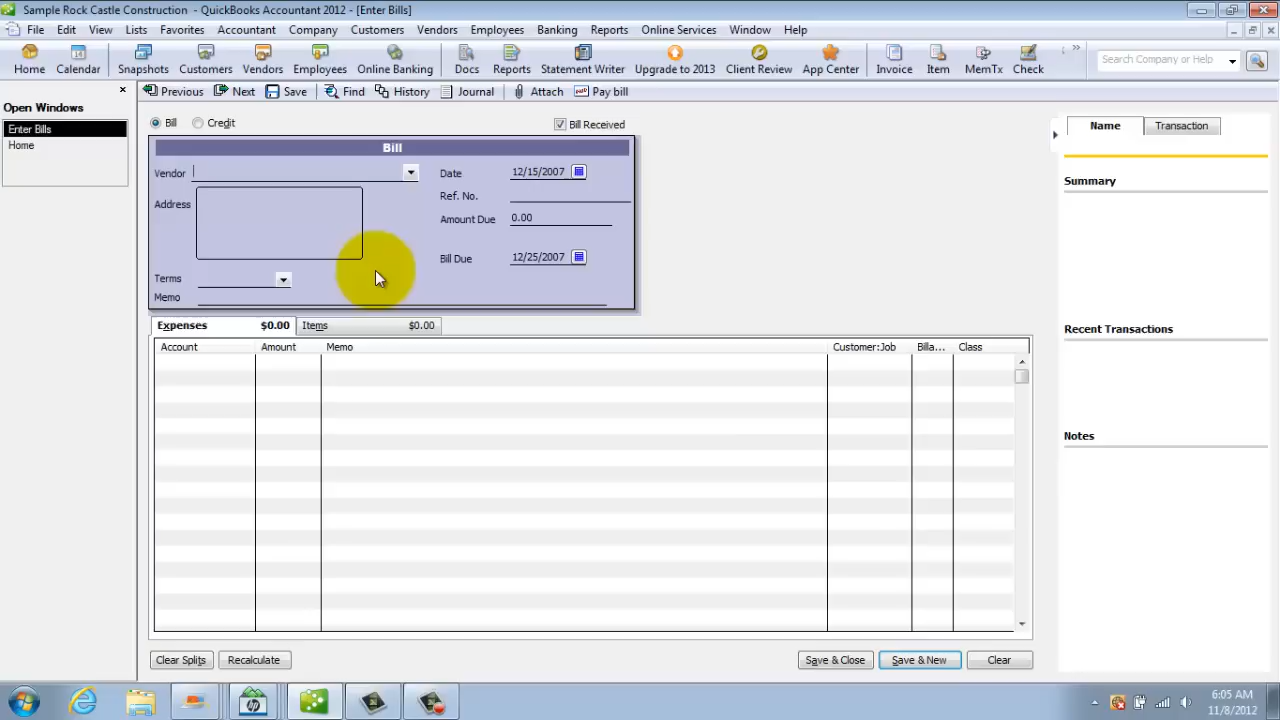 Sample Rock Castle Construction - QuickBooks Accountant 2012 - [Enter Bills]
File Edit View Lists Favorites Accountant Company Customers Vendors Employees Banking Reports Online Services Window Help
Home Calendar Snapshots Customers Vendors Employees Online Banking Docs Reports Statement Writer Upgrade to 2013 Client Review App Center Invoice Item MemTx Check Search Company or Help
Open Windows
Enter Bills
Home
Previous Next Save Find History Journal Attach Pay bill
Bill Credit Bill Received
Bill
Vendor Date 12/15/2007
Address Ref. No.
Amount Due 0.00
Bill Due 12/25/2007
Terms
Memo
Expenses $0.00 Items $0.00
Account Amount Memo Customer:Job Billa... Class
Clear Splits Recalculate Save & Close Save & New Clear
Name Transaction
Summary
Recent Transactions
Notes
6:05 AM
11/8/2012